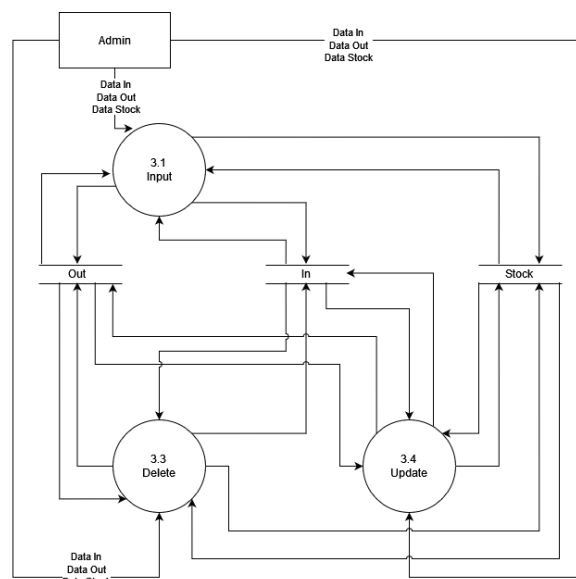 Admin
Data In
Data Out
Data Stock
Data In
Data Out
Data Stock
3.1
Input
Out
In
Stock
3.3
Delete
3.4
Update
Data In
Data Out